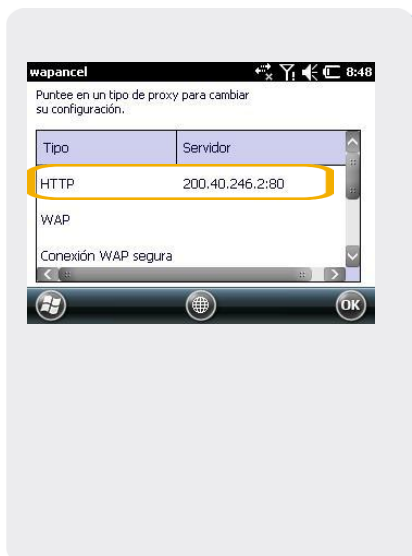 wapancel 8:48
Puntee en un tipo de proxy para cambiar
su configuración.
Tipo Servidor
HTTP 200.40.246.2:80
WAP
Conexión WAP segura
OK